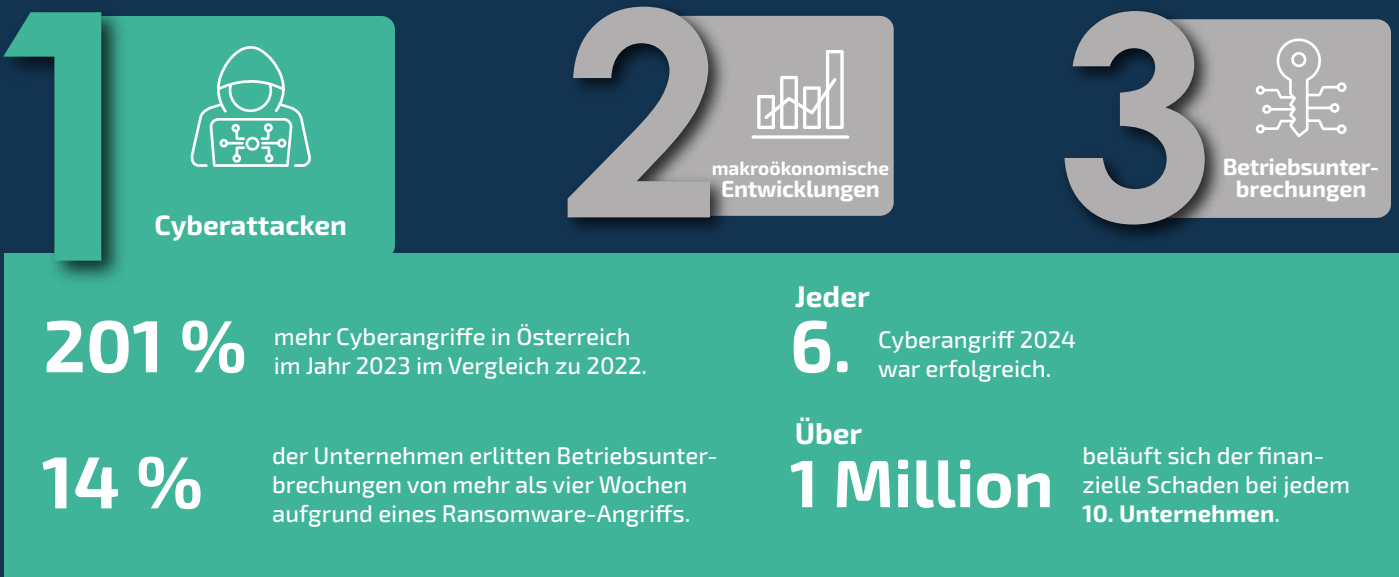 1
Cyberattacken
2
makroökonomische
Entwicklungen
3
Betriebsunter-
brechungen
201 %
mehr Cyberangriffe in Österreich
im Jahr 2023 im Vergleich zu 2022.
Jeder
6.
Cyberangriff 2024
war erfolgreich.
14 %
der Unternehmen erlitten Betriebsunter-
brechungen von mehr als vier Wochen
aufgrund eines Ransomware-Angriffs.
Über
1 Million
beläuft sich der finan-
zielle Schaden bei jedem
10. Unternehmen.